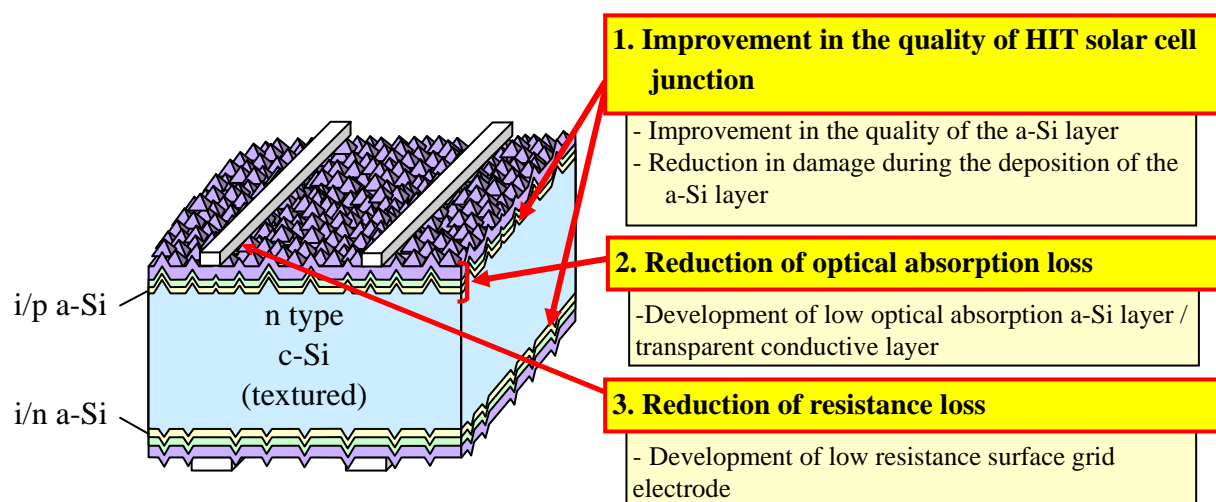 1. Improvement in the quality of HIT solar cell
junction
- Improvement in the quality of the a-Si layer
- Reduction in damage during the deposition of the
a-Si layer
2. Reduction of optical absorption loss
-Development of low optical absorption a-Si layer /
transparent conductive layer
3. Reduction of resistance loss
- Development of low resistance surface grid
electrode
i/p a-Si
n type
c-Si
(textured)
i/n a-Si